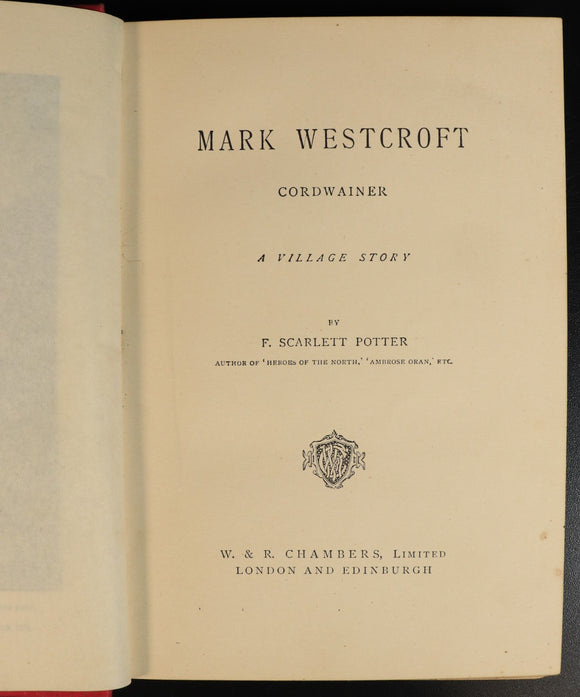 MARK WESTCROFT
CORDWAINER
A VILLAGE STORY
BY
F. SCARLETT POTTER
AUTHOR OF 'HEROES OF THE NORTH,' 'AMBROSE ORAN,' ETC.
W. & R. CHAMBERS, LIMITED
LONDON AND EDINBURGH